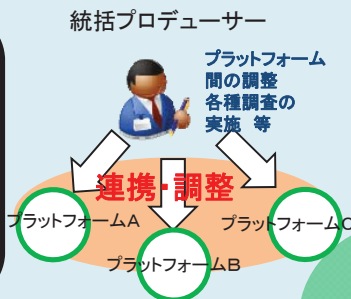 統括プロデューサー
プラットフォーム
間の調整
各種調査の
実施 等
連携・調整
プラットフォームA
プラットフォームC
プラットフォームB